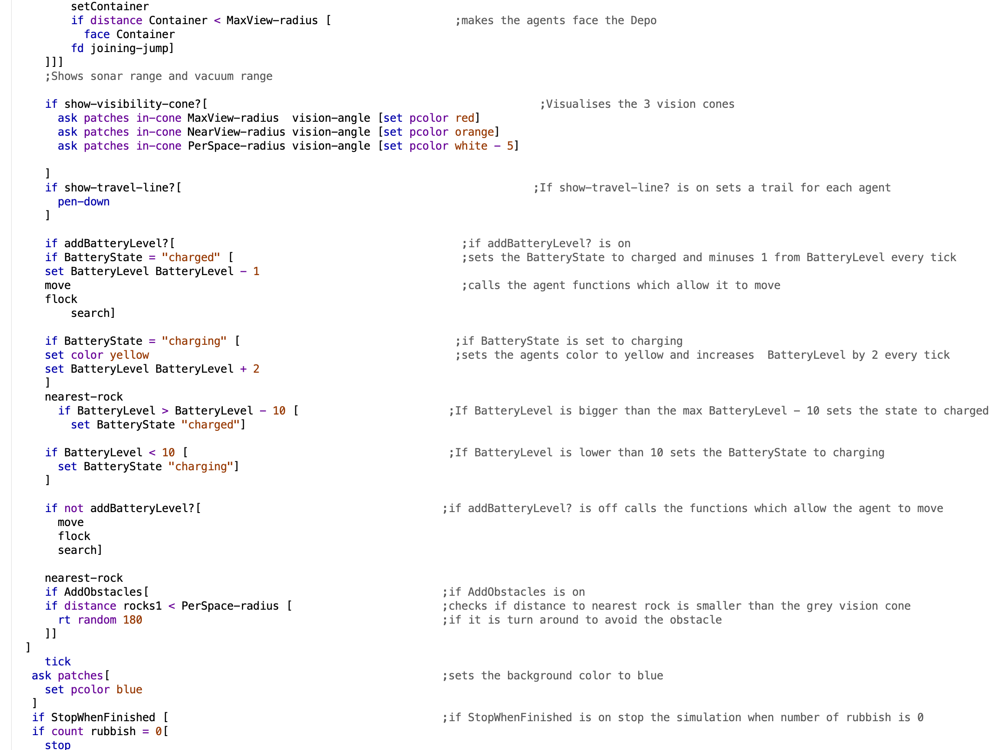 setContainer
if distance Container < MaxView-radius [ ;makes the agents face the Depo
face Container
fd joining-jump]
]]]
;Shows sonar range and vacuum range
if show-visibility-cone?[ ;Visualises the 3 vision cones
ask patches in-cone MaxView-radius  vision-angle [set pcolor red]
ask patches in-cone NearView-radius vision-angle [set pcolor orange]
ask patches in-cone PerSpace-radius vision-angle [set pcolor white - 5]
]
if show-travel-line?[ ;If show-travel-line? is on sets a trail for each agent
pen-down
]
if addBatteryLevel?[ ;if addBatteryLevel? is on
if BatteryState = "charged" [ ;sets the BatteryState to charged and minuses 1 from BatteryLevel every tick
set BatteryLevel BatteryLevel - 1
move ;calls the agent functions which allow it to move
flock
search]
if BatteryState = "charging" [ ;if BatteryState is set to charging
set color yellow ;sets the agents color to yellow and increases  BatteryLevel by 2 every tick
set BatteryLevel BatteryLevel + 2
]
nearest-rock
if BatteryLevel > BatteryLevel - 10 [ ;If BatteryLevel is bigger than the max BatteryLevel - 10 sets the state to charged
set BatteryState "charged"]
if BatteryLevel < 10 [ ;If BatteryLevel is lower than 10 sets the BatteryState to charging
set BatteryState "charging"]
]
if not addBatteryLevel?[ ;if addBatteryLevel? is off calls the functions which allow the agent to move
move
flock
search]
nearest-rock
if AddObstacles[ ;if AddObstacles is on
if distance rocks1 < PerSpace-radius [ ;checks if distance to nearest rock is smaller than the grey vision cone
rt random 180 ;if it is turn around to avoid the obstacle
]]
]
tick
ask patches[ ;sets the background color to blue
set pcolor blue
]
if StopWhenFinished [ ;if StopWhenFinished is on stop the simulation when number of rubbish is 0
if count rubbish = 0[
stop